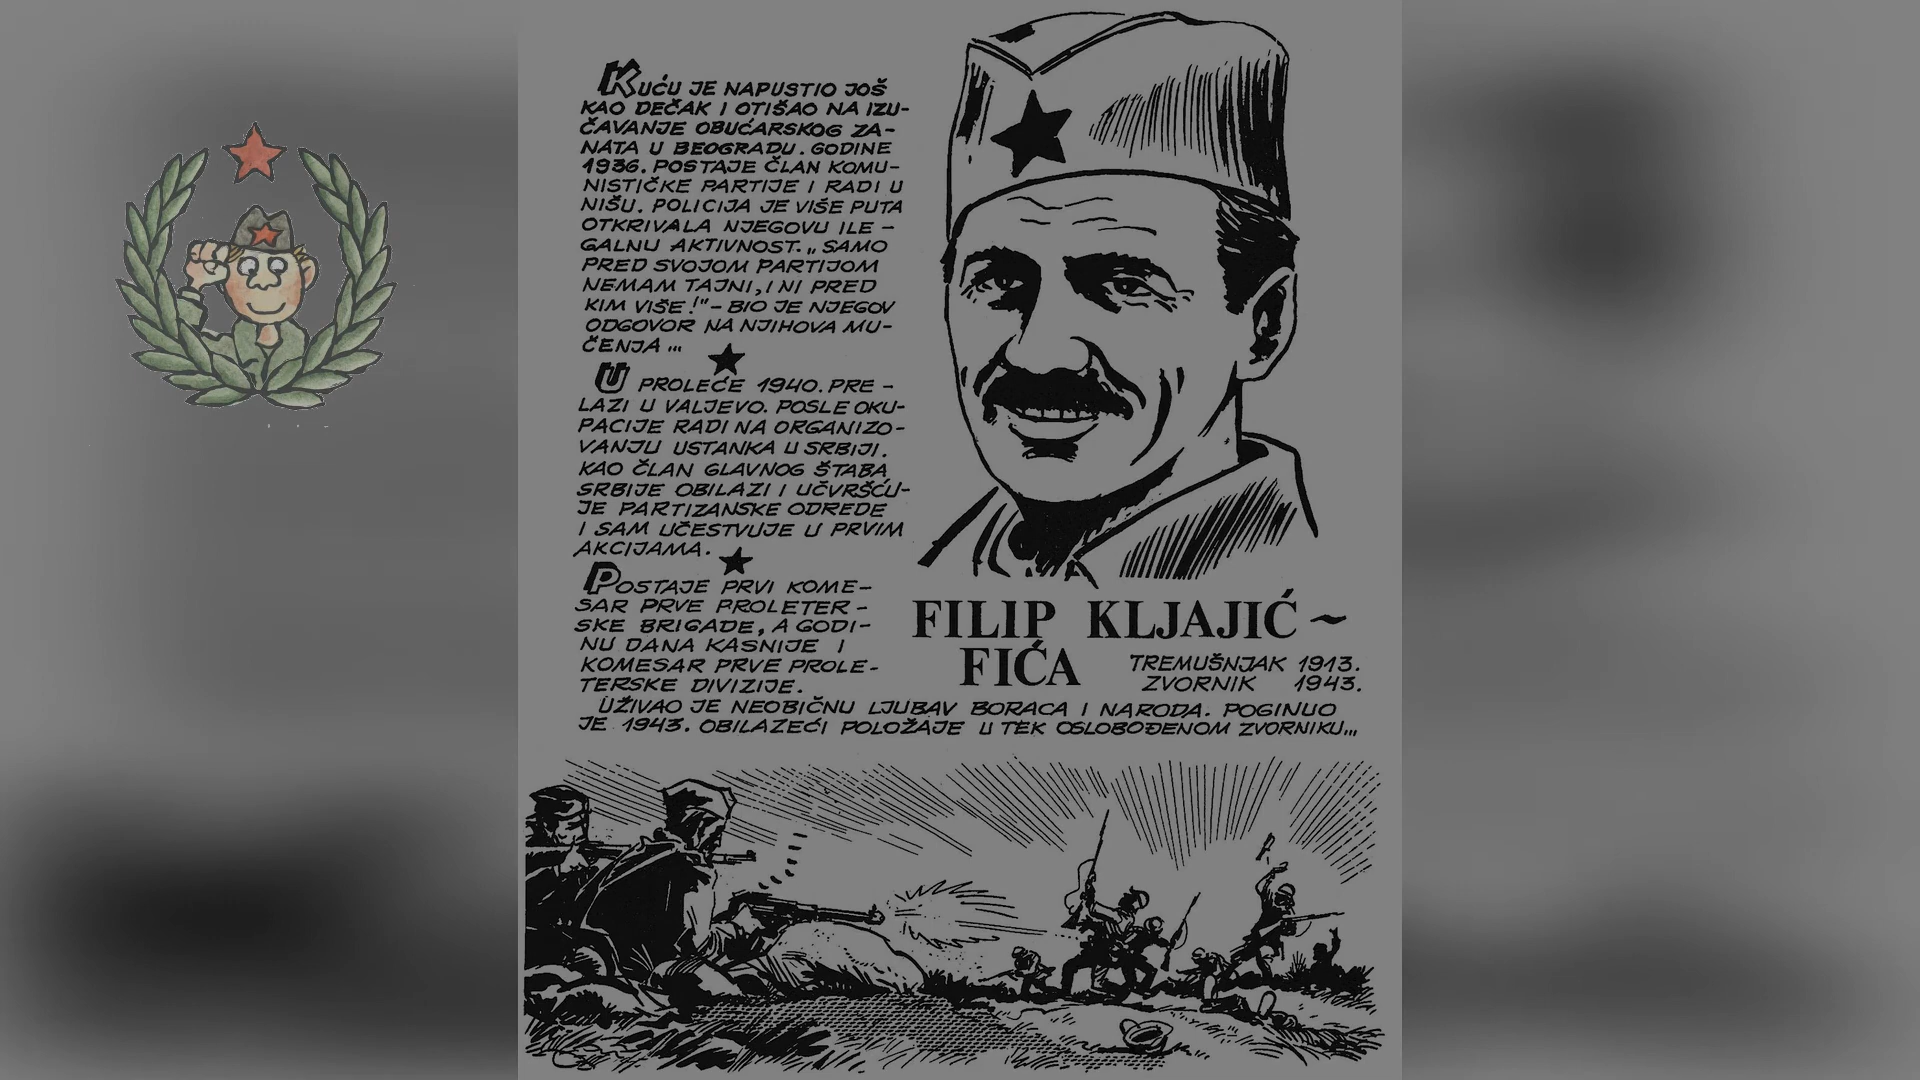 KUĆU JE NAPUSTIO JOŠ
KAO DEČAK I OTIŠAO NA IZU-
ČAVANJE OBUĆARSKOG ZA-
NATA U BEOGRADU. GODINE
1936. POSTAJE ČLAN KOMU-
NISTIČKE PARTIJE I RADI U
NIŠU. POLICIJA JE VIŠE PUTA
OTKRIVALA NJEGOVU ILE-
GALNU AKTIVNOST. „SAMO
PRED SVOJOM PARTIJOM
NEMAM TAJNI, I NI PRED
KIM VIŠE!" - BIO JE NJEGOV
ODGOVOR NA NJIHOVA MU-
ČENJA ...
U PROLEĆE 1940. PRE-
LAZI U VALJEVO. POSLE OKU-
PACIJE RADI NA ORGANIZO-
VANJU USTANKA U SRBIJI.
KAO ČLAN GLAVNOG ŠTABA
SRBIJE OBILAZI I UČVRŠĆU-
JE PARTIZANSKE ODREDE
I SAM UČESTVUJE U PRVIM
AKCIJAMA.
POSTAJE PRVI KOME-
SAR PRVE PROLETER-
SKE BRIGADE, A GODI-
NU DANA KASNIJE I
KOMESAR PRVE PROLE-
TERSKE DIVIZIJE.
UŽIVAO JE NEOBIČNU LJUBAV BORACA I NARODA. POGINUO
JE 1943. OBILAZEĆI POLOŽAJE U TEK OSLOBOĐENOM ZVORNIKU...
FILIP KLJAJIĆ ~
FIĆA
TREMUŠNJAK 1913.
ZVORNIK 1943.